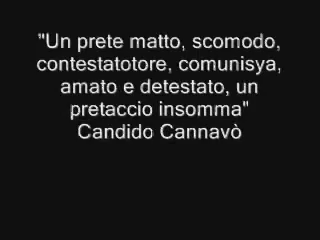 "Un prete matto, scomodo,
contestatotore, comunisya,
amato e detestato, un
pretaccio insomma"
Candido Cannavò